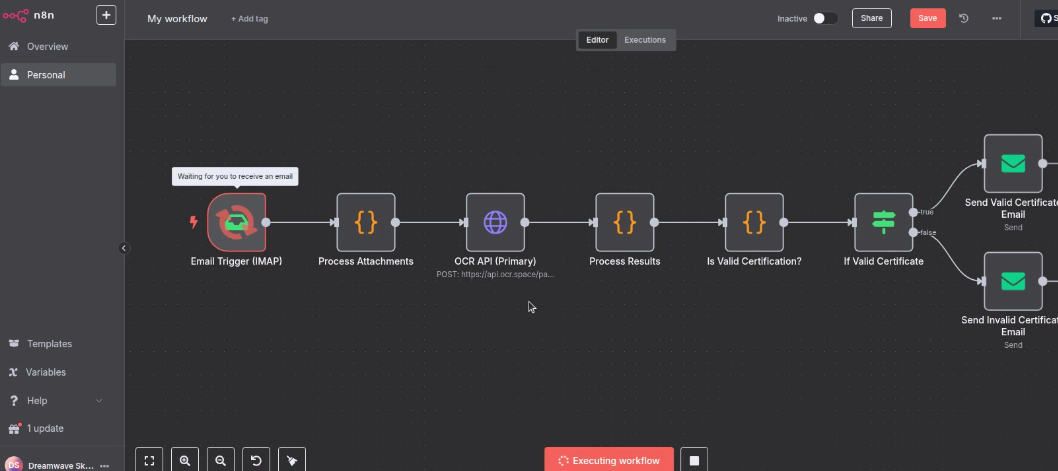 n8n
My workflow
+ Add tag
Inactive
Share
Save
Editor
Executions
Overview
Personal
Waiting for you to receive an email
{}
{}
{}
true
false
Email Trigger (IMAP)
Process Attachments
OCR API (Primary)
POST: https://api.ocr.space/pa...
Process Results
Is Valid Certification?
If Valid Certificate
Send Valid Certificate
Email
Send
Send Invalid Certificat
Email
Send
Templates
Variables
Help
1 update
DS
Dreamwave Sk...
Executing workflow